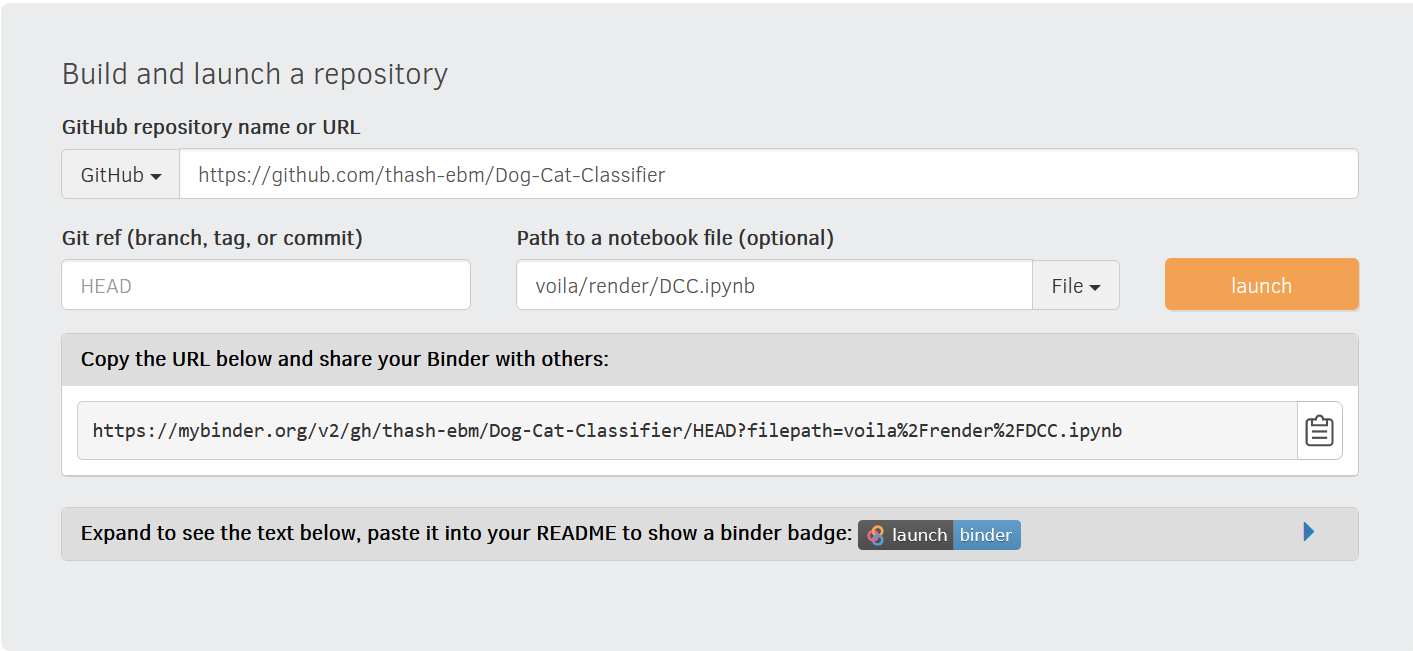 Build and launch a repository
GitHub repository name or URL
GitHub https://github.com/thash-ebm/Dog-Cat-Classifier
Git ref (branch, tag, or commit) Path to a notebook file (optional)
HEAD voila/render/DCC.ipynb File launch
Copy the URL below and share your Binder with others:
https://mybinder.org/v2/gh/thash-ebm/Dog-Cat-Classifier/HEAD?filepath=voila%2Frender%2FDCC.ipynb
Expand to see the text below, paste it into your README to show a binder badge: launch binder